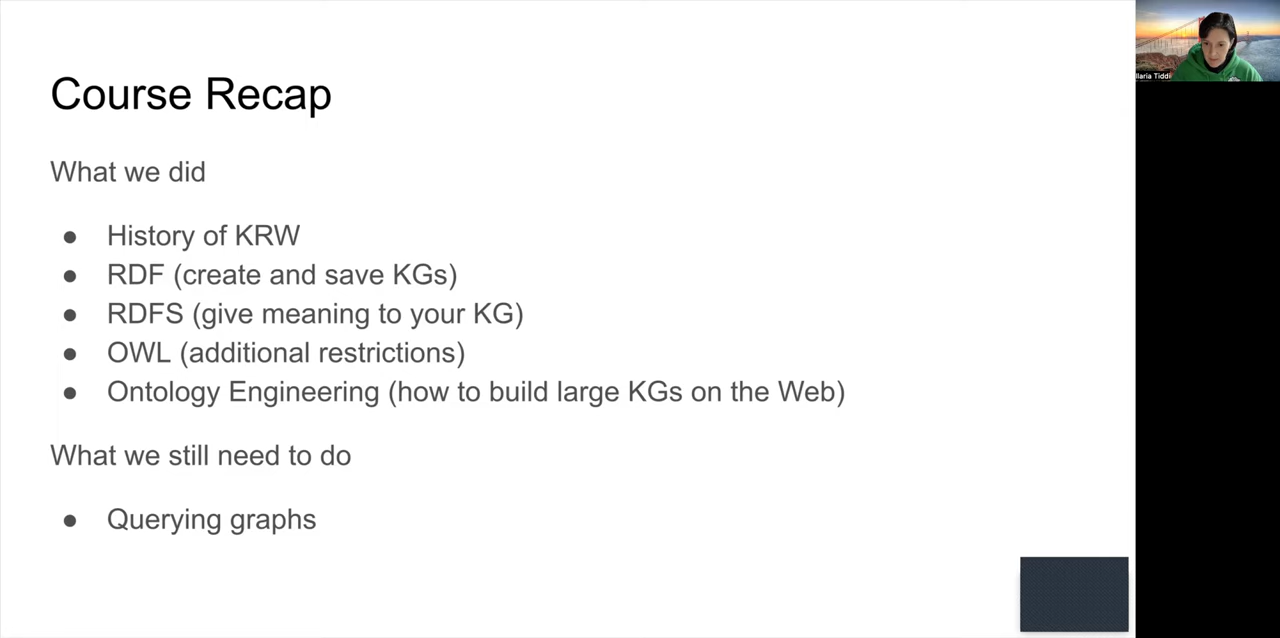 Course Recap
What we did
● History of KRW
● RDF (create and save KGs)
● RDFS (give meaning to your KG)
● OWL (additional restrictions)
● Ontology Engineering (how to build large KGs on the Web)
What we still need to do
● Querying graphs
Ilaria Tiddi